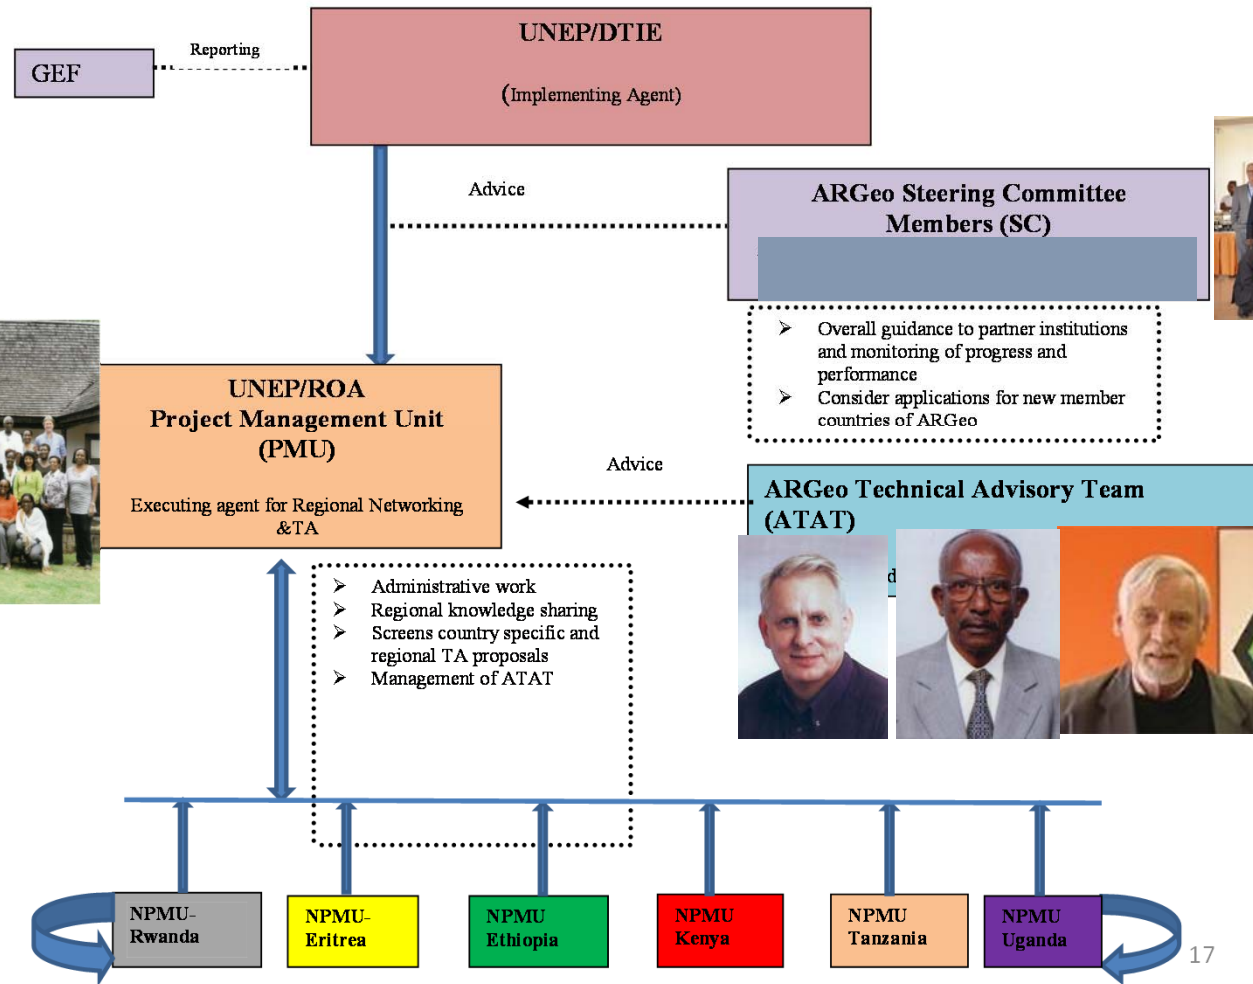 UNEP/DTIE
(Implementing Agent)
GEF
Reporting
Advice
ARGeo Steering Committee
Members (SC)
➢ Overall guidance to partner institutions
and monitoring of progress and
performance
➢ Consider applications for new member
countries of ARGeo
UNEP/ROA
Project Management Unit
(PMU)
Executing agent for Regional Networking
&TA
Advice
ARGeo Technical Advisory Team
(ATAT)
➢ Administrative work
➢ Regional knowledge sharing
➢ Screens country specific and
regional TA proposals
➢ Management of ATAT
NPMU-
Rwanda
NPMU-
Eritrea
NPMU
Ethiopia
NPMU
Kenya
NPMU
Tanzania
NPMU
Uganda
17